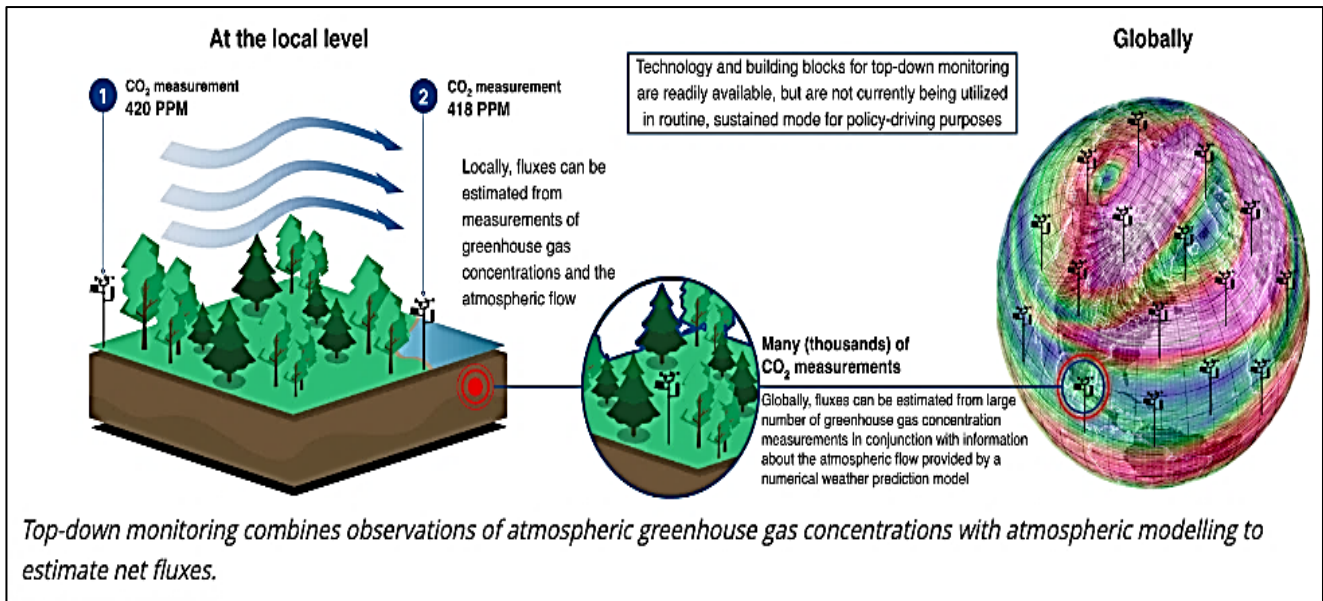 At the local level
1
CO₂ measurement
420 PPM
2
CO₂ measurement
418 PPM
Locally, fluxes can be
estimated from
measurements of
greenhouse gas
concentrations and the
atmospheric flow
Technology and building blocks for top-down monitoring
are readily available, but are not currently being utilized
in routine, sustained mode for policy-driving purposes
Globally
Many (thousands) of
CO₂ measurements
Globally, fluxes can be estimated from large
number of greenhouse gas concentration
measurements in conjunction with information
about the atmospheric flow provided by a
numerical weather prediction model
Top-down monitoring combines observations of atmospheric greenhouse gas concentrations with atmospheric modelling to
estimate net fluxes.